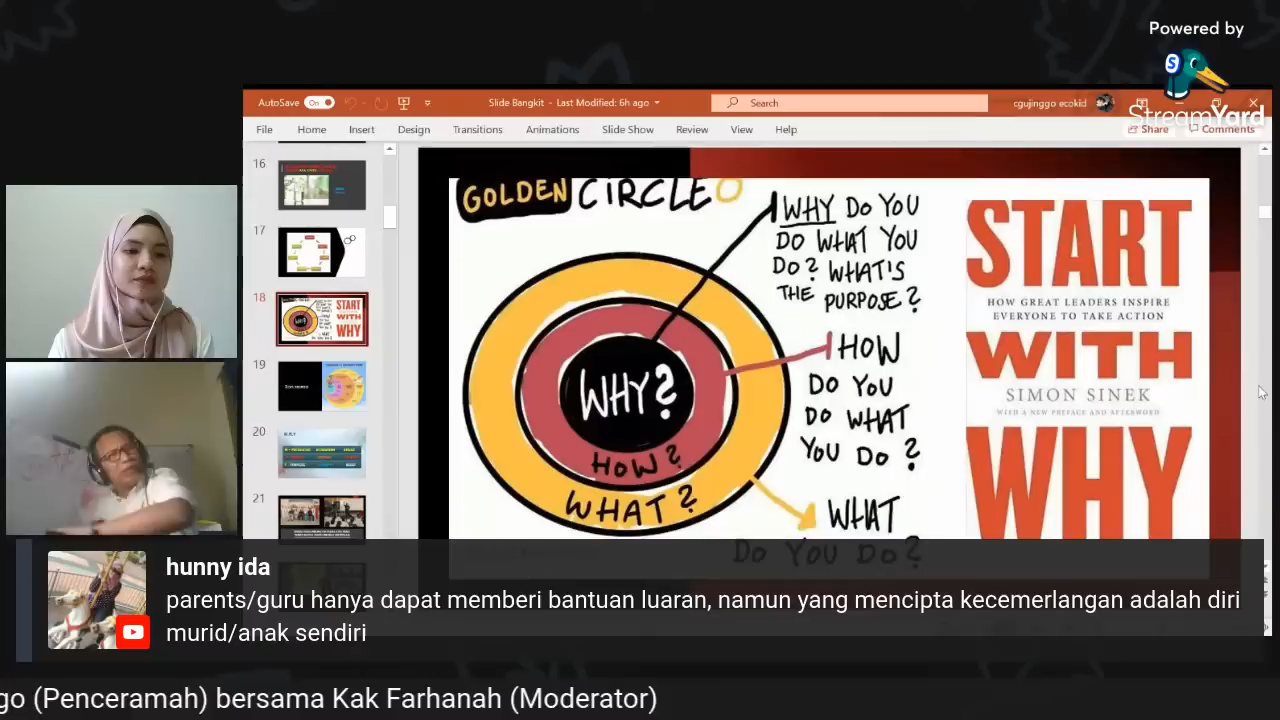 Powered by
StreamYard
AutoSave On
Slide Bangkit - Last Modified: 6h ago
Search
cgujinggo ecokid
File Home Insert Design Transitions Animations Slide Show Review View Help
Share Comments
16
17
18
19
20
21
GOLDEN CIRCLE
WHY DO YOU
DO WHAT YOU
DO? WHAT'S
THE PURPOSE?
HOW
DO YOU
DO WHAT
YOU DO?
WHAT
DO YOU DO?
WHY?
HOW?
WHAT?
START
HOW GREAT LEADERS INSPIRE
EVERYONE TO TAKE ACTION
WITH
SIMON SINEK
WITH A NEW PREFACE AND AFTERWORD
WHY
START
WITH
WHY
hunny ida
parents/guru hanya dapat memberi bantuan luaran, namun yang mencipta kecemerlangan adalah diri
murid/anak sendiri
go (Penceramah) bersama Kak Farhanah (Moderator)